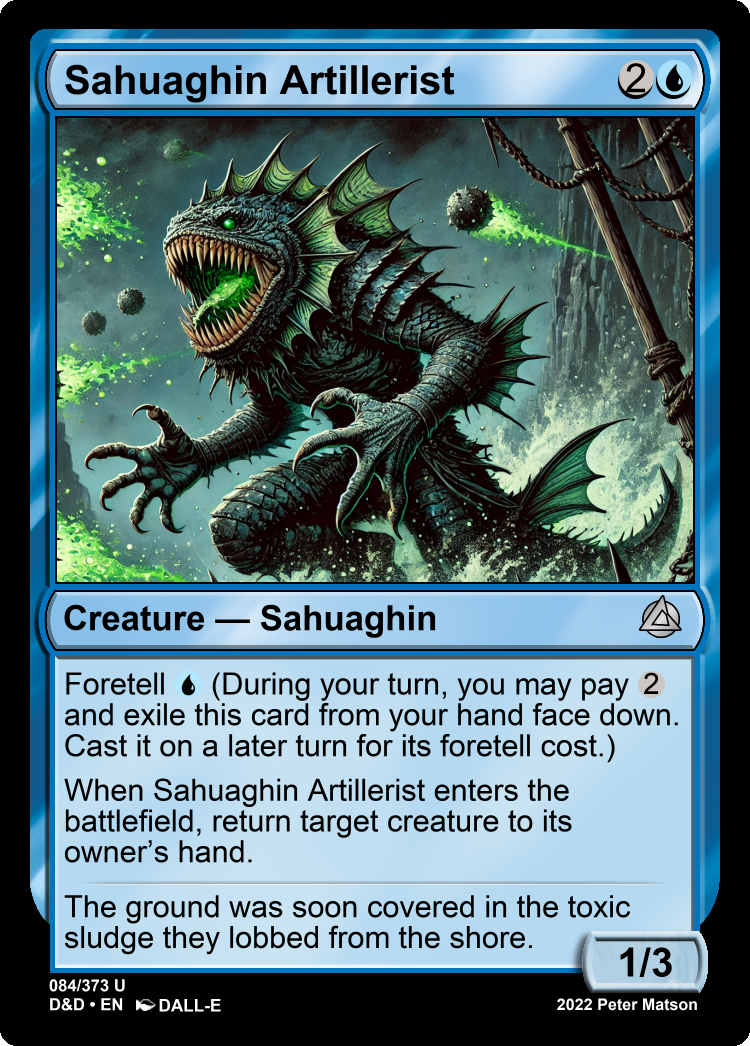 Sahuaghin Artillerist 2
Creature — Sahuaghin
Foretell (During your turn, you may pay 2
and exile this card from your hand face down.
Cast it on a later turn for its foretell cost.)
When Sahuaghin Artillerist enters the
battlefield, return target creature to its
owner's hand.
The ground was soon covered in the toxic
sludge they lobbed from the shore.
1/3
084/373 U
D&D • EN DALL-E
2022 Peter Matson